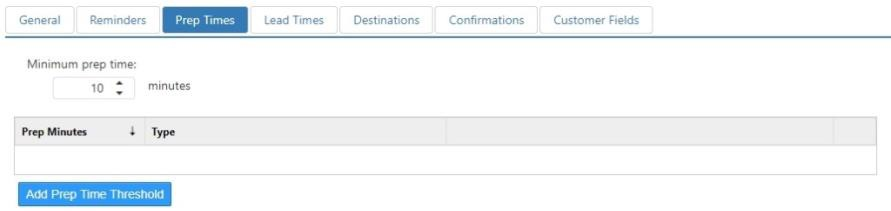 General Reminders Prep Times Lead Times Destinations Confirmations Customer Fields
Minimum prep time:
10 minutes
Prep Minutes ↓ Type
Add Prep Time Threshold